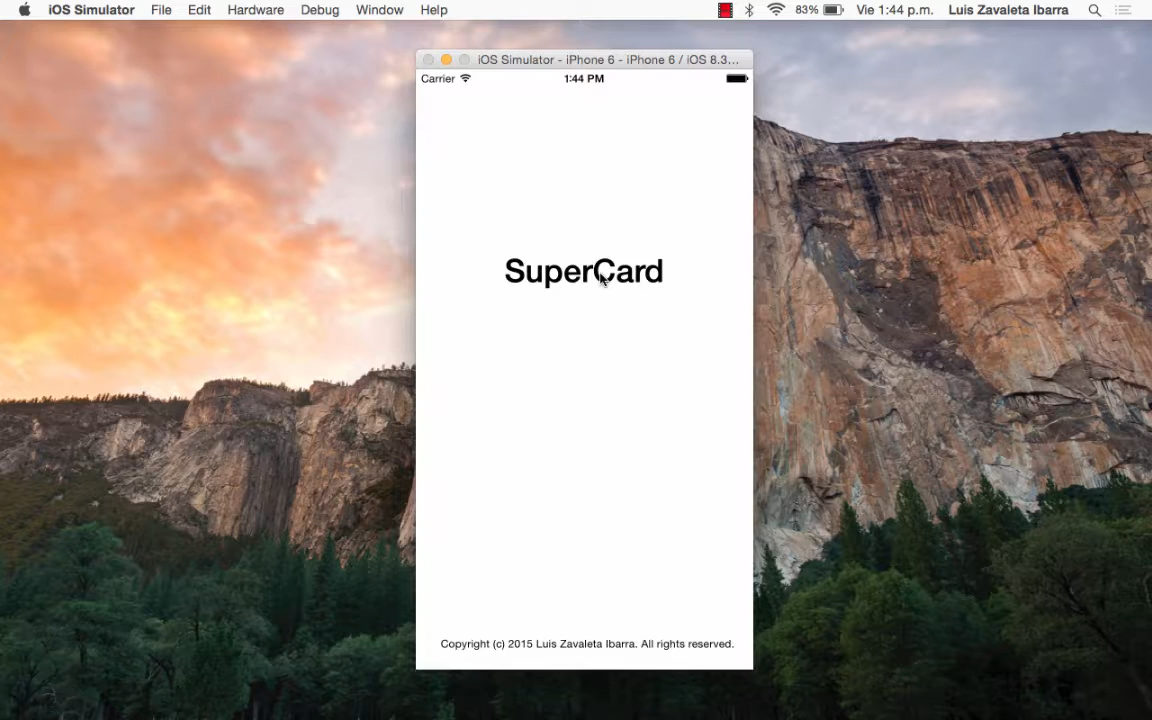 iOS Simulator File Edit Hardware Debug Window Help 83% Vie 1:44 p.m. Luis Zavaleta Ibarra
iOS Simulator - iPhone 6 - iPhone 6 / iOS 8.3...
Carrier 1:44 PM
SuperCard
Copyright (c) 2015 Luis Zavaleta Ibarra. All rights reserved.